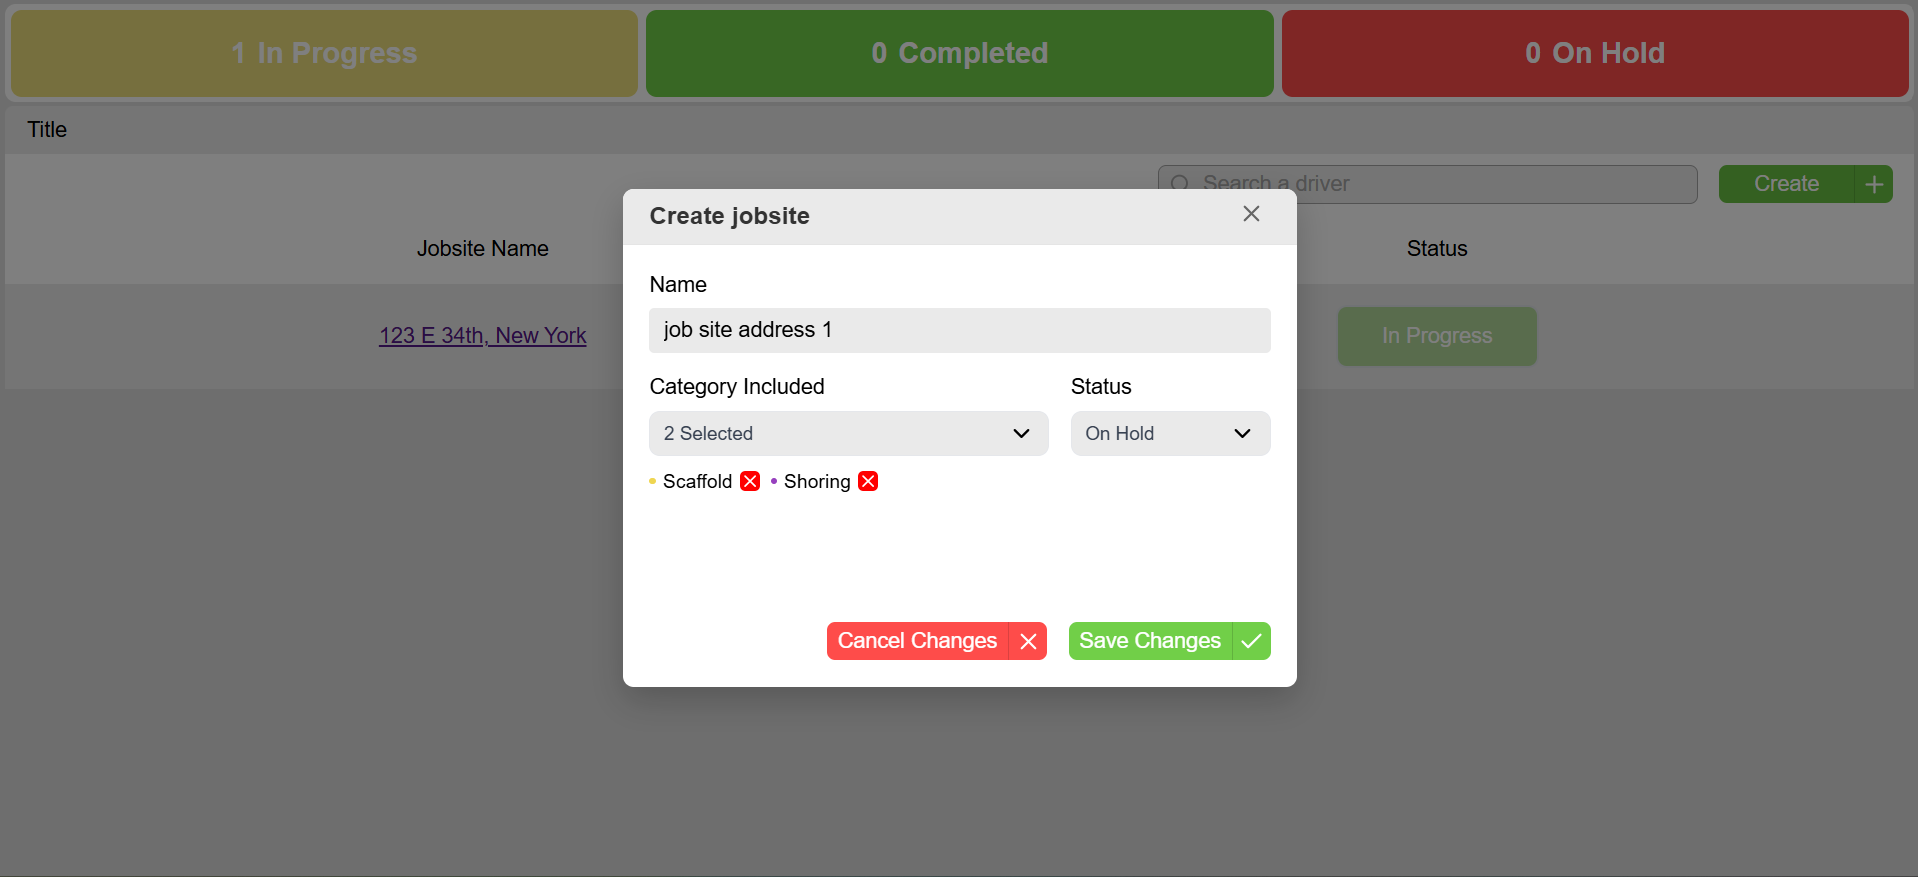 1 In Progress
0 Completed
0 On Hold
Title
Search a driver
Create
Create jobsite
Jobsite Name
Status
Name
123 E 34th, New York
job site address 1
In Progress
Category Included
Status
2 Selected
On Hold
Scaffold
Shoring
Cancel Changes
Save Changes